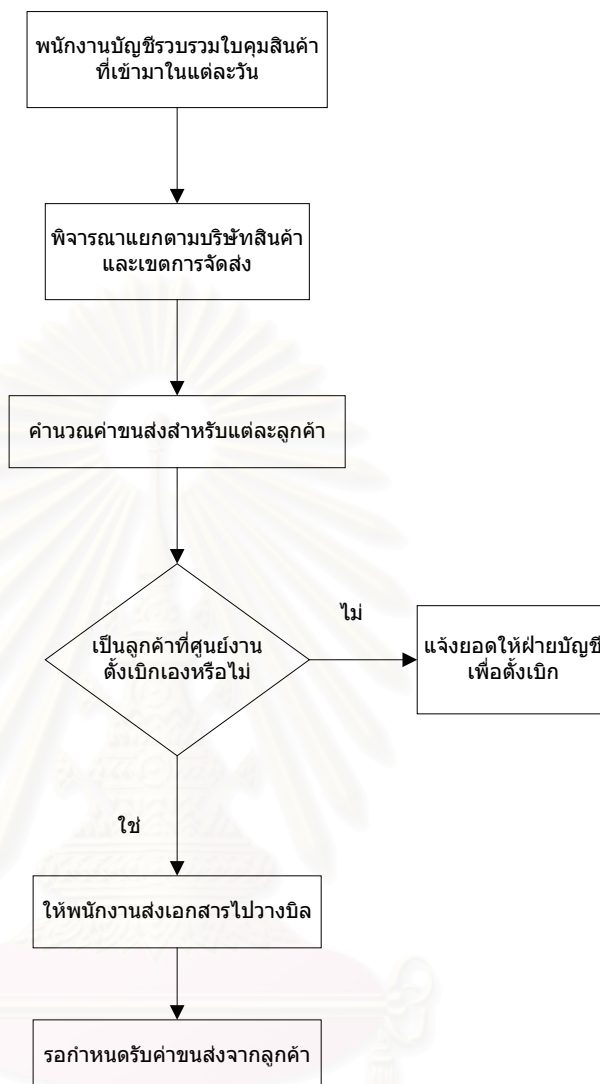 พนักงานบัญชีรวบรวมใบคุมสินค้า
ที่เข้ามาในแต่ละวัน
พิจารณาแยกตามบริษัทสินค้า
และเขตการจัดส่ง
คำนวณค่าขนส่งสำหรับแต่ละลูกค้า
เป็นลูกค้าที่ศูนย์งาน
ตั้งเบิกเองหรือไม่
ไม่
แจ้งยอดให้ฝ่ายบัญชี
เพื่อตั้งเบิก
ใช่
ให้พนักงานส่งเอกสารไปวางบิล
รอกำหนดรับค่าขนส่งจากลูกค้า